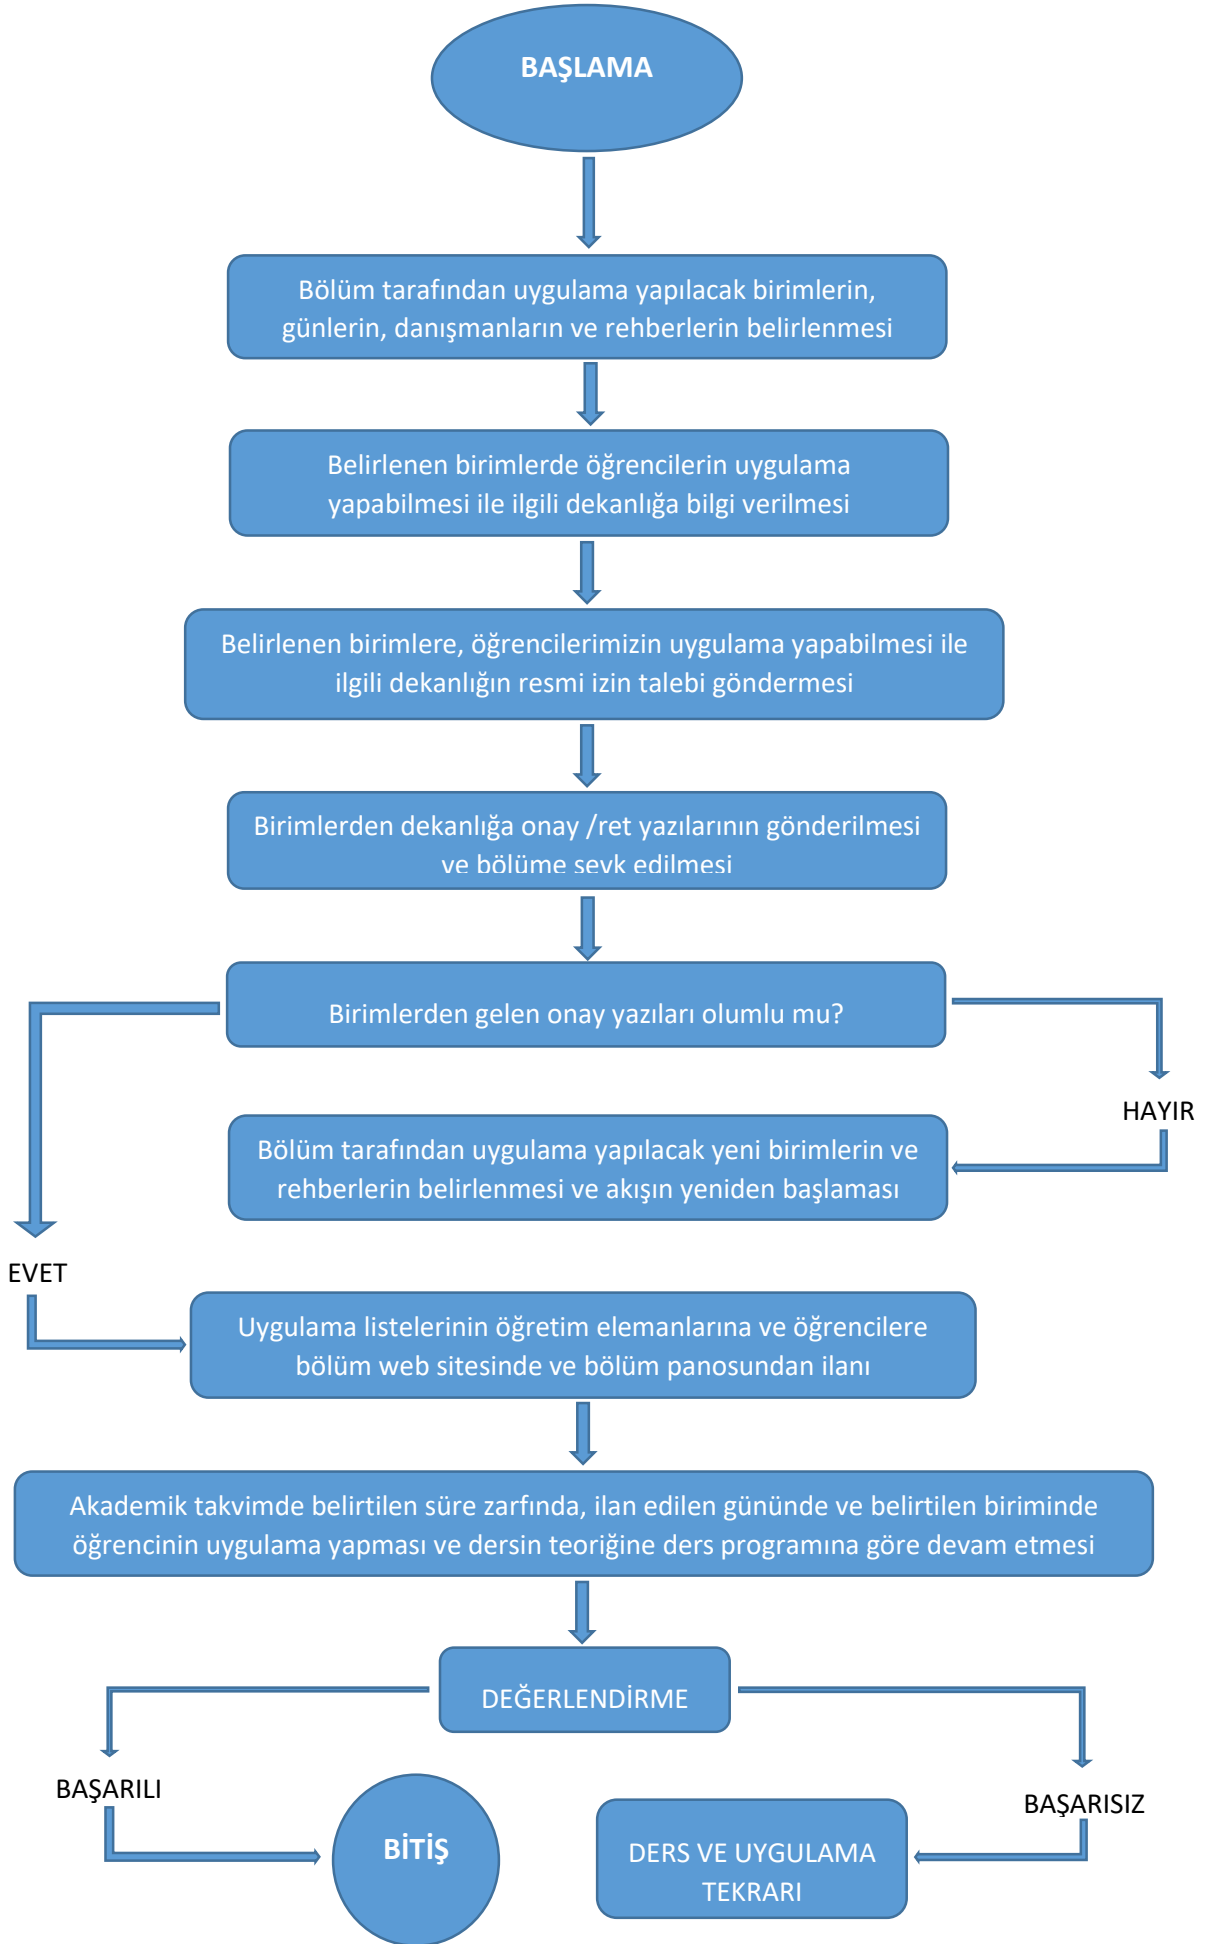 BAŞLAMA
Bölüm tarafından uygulama yapılacak birimlerin,
günlerin, danışmanların ve rehberlerin belirlenmesi
Belirlenen birimlerde öğrencilerin uygulama
yapabilmesi ile ilgili dekanlığa bilgi verilmesi
Belirlenen birimlere, öğrencilerimizin uygulama yapabilmesi ile
ilgili dekanlığın resmi izin talebi göndermesi
Birimlerden dekanlığa onay /ret yazılarının gönderilmesi
ve bölüme sevk edilmesi
Birimlerden gelen onay yazıları olumlu mu?
HAYIR
Bölüm tarafından uygulama yapılacak yeni birimlerin ve
rehberlerin belirlenmesi ve akışın yeniden başlaması
EVET
Uygulama listelerinin öğretim elemanlarına ve öğrencilere
bölüm web sitesinde ve bölüm panosundan ilanı
Akademik takvimde belirtilen süre zarfında, ilan edilen gününde ve belirtilen biriminde
öğrencinin uygulama yapması ve dersin teoriğine ders programına göre devam etmesi
DEĞERLENDİRME
BAŞARILI
BAŞARISIZ
BİTİŞ
DERS VE UYGULAMA
TEKRARI